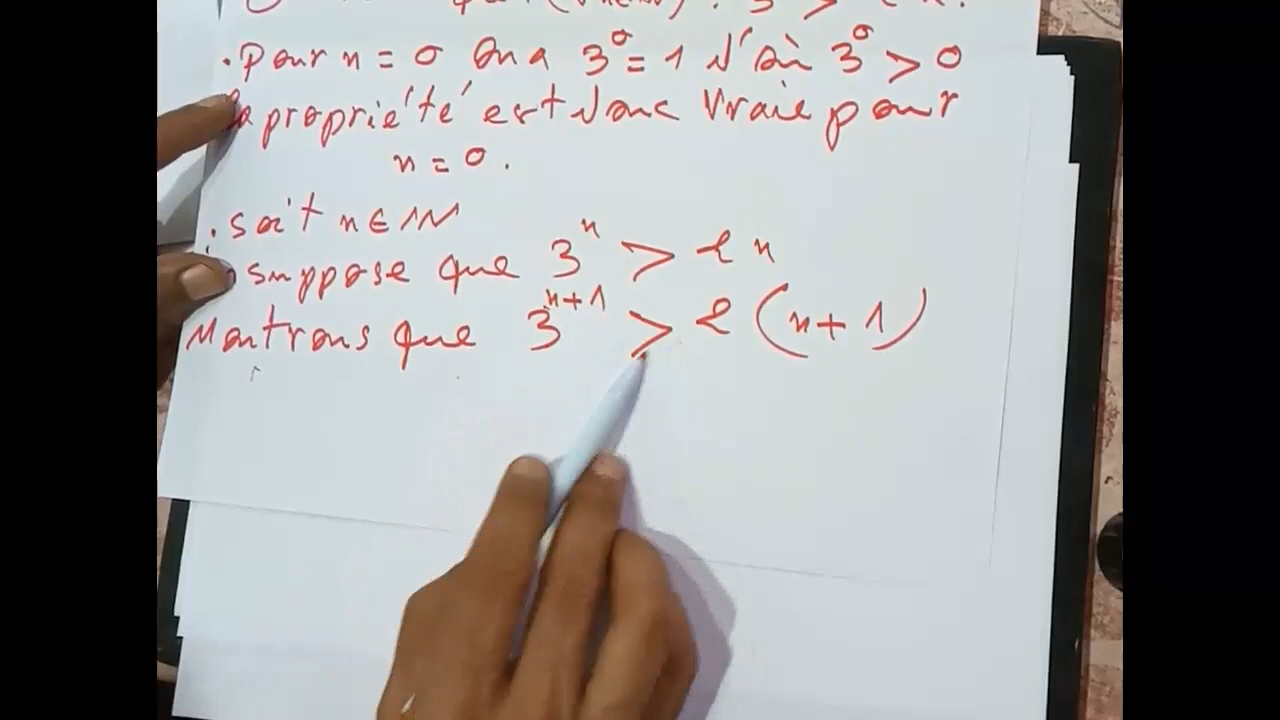 • Pour n = 0 on a 3⁰ = 1 d'où 3⁰ > 0
la propriété est donc vraie pour
n = 0.
• soit n ∈ ℕ
suppose que 3ⁿ > 2n
Montrons que 3ⁿ⁺¹ > 2(n+1)